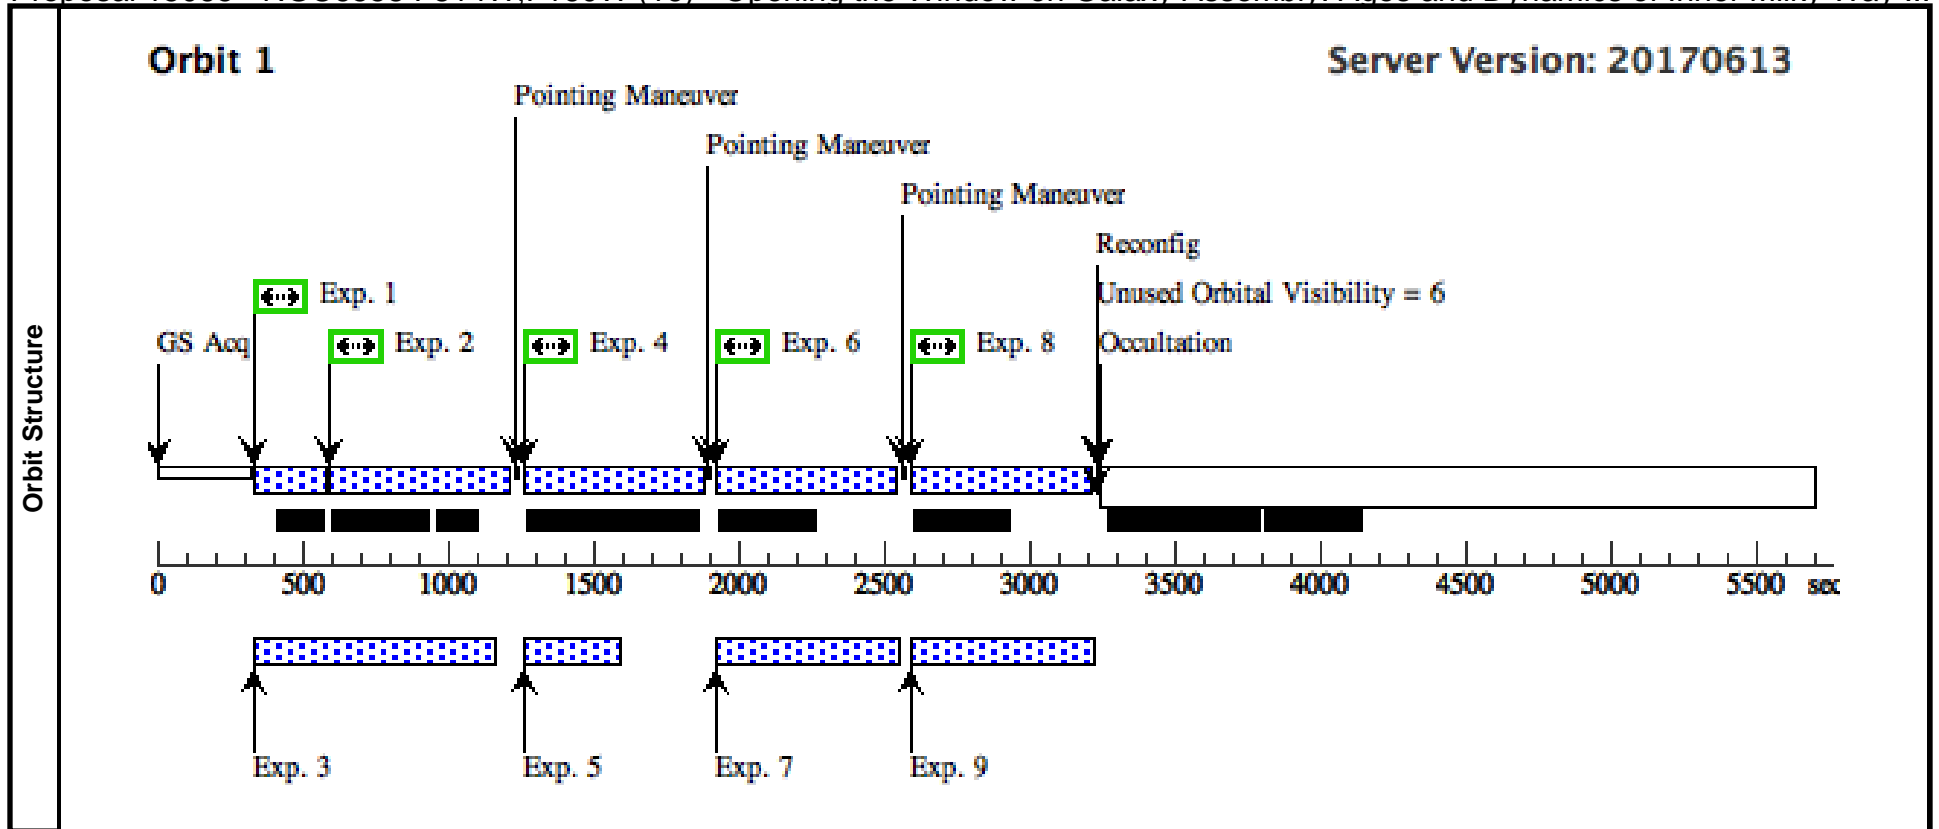 Orbit 1
Server Version: 20170613
Pointing Maneuver
Pointing Maneuver
Pointing Maneuver
Reconfig
Exp. 1
Unused Orbital Visibility = 6
GS Acq
Exp. 2
Exp. 4
Exp. 6
Exp. 8
Occultation
Orbit Structure
0 500 1000 1500 2000 2500 3000 3500 4000 4500 5000 5500 sec
Exp. 3
Exp. 5
Exp. 7
Exp. 9